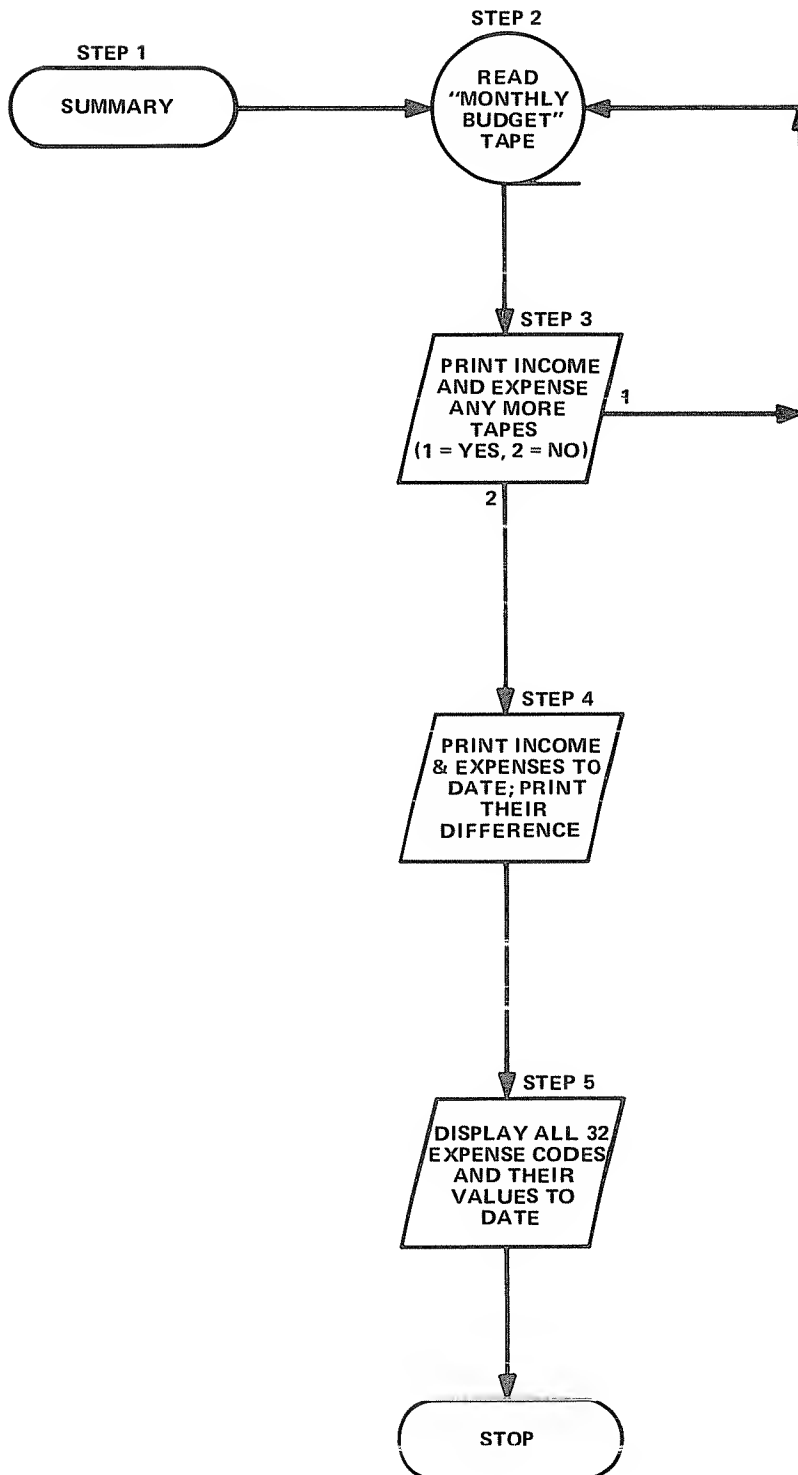 STEP 1
SUMMARY
STEP 2
READ
"MONTHLY
BUDGET"
TAPE
STEP 3
PRINT INCOME
AND EXPENSE
ANY MORE
TAPES
(1 = YES, 2 = NO)
1
2
STEP 4
PRINT INCOME
& EXPENSES TO
DATE; PRINT
THEIR
DIFFERENCE
STEP 5
DISPLAY ALL 32
EXPENSE CODES
AND THEIR
VALUES TO
DATE
STOP